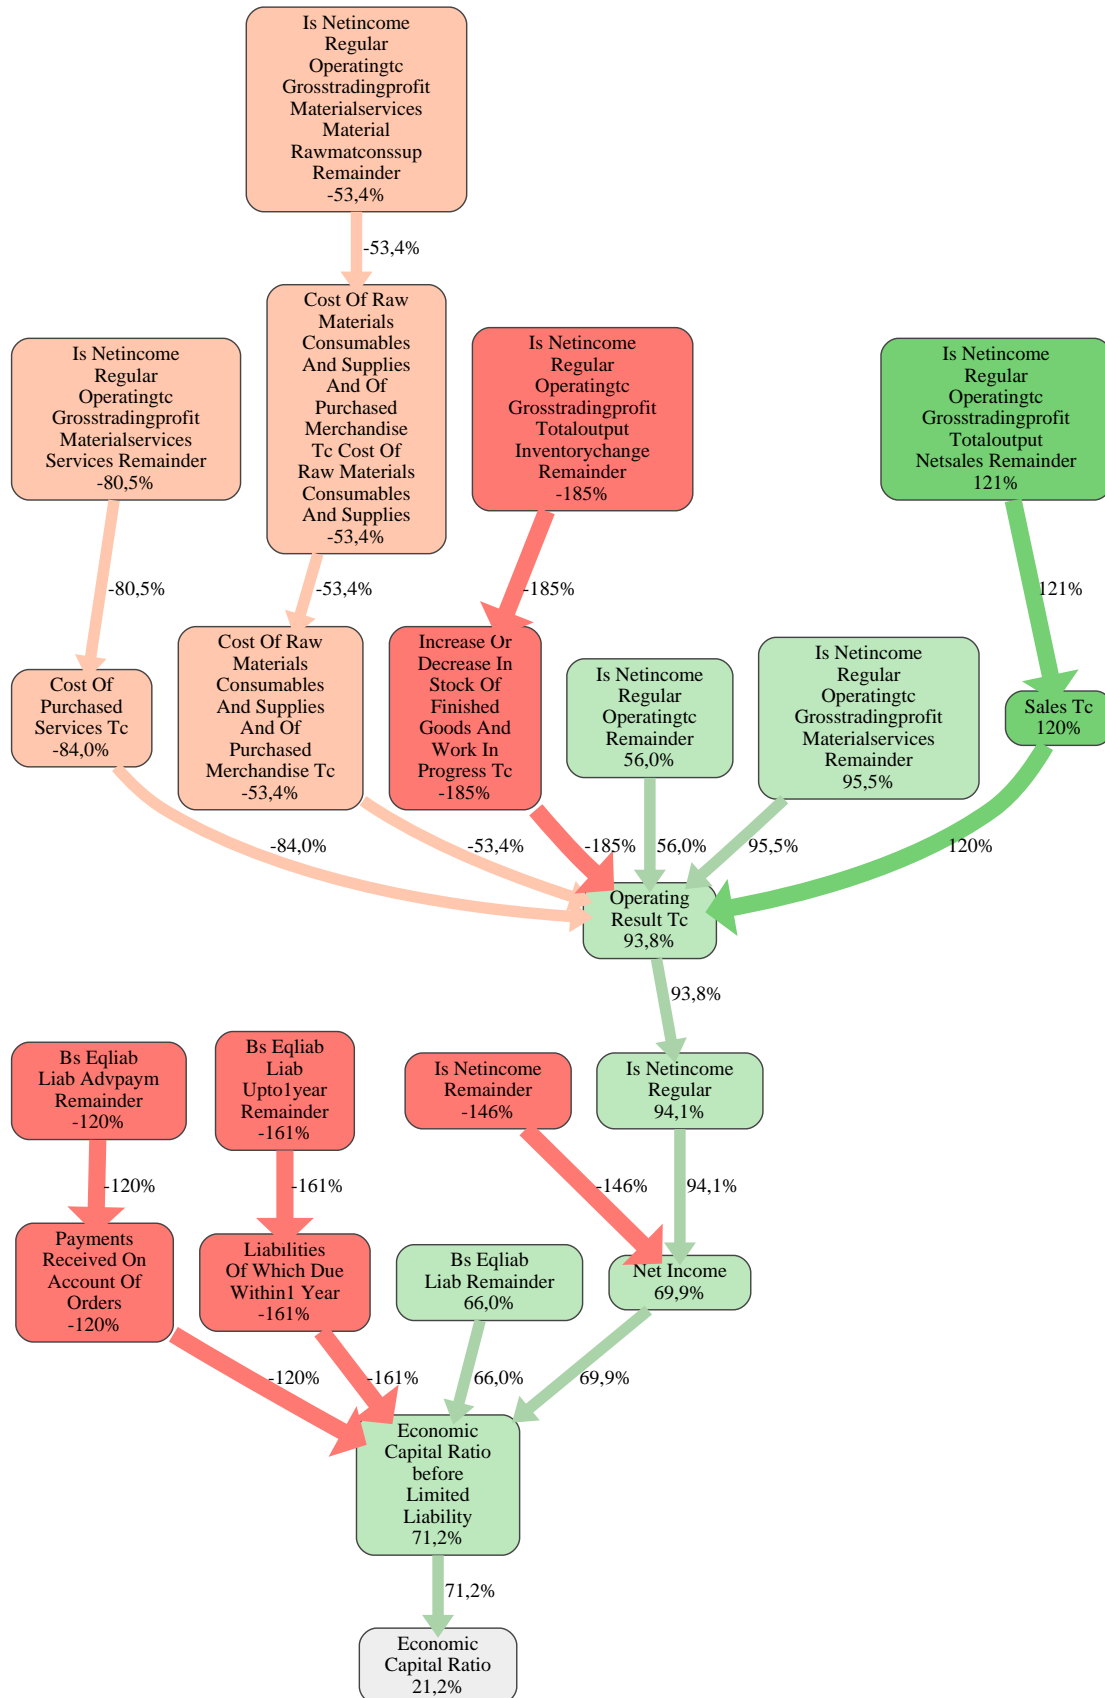 Is Netincome
Regular
Operatingtc
Grosstradingprofit
Materialservices
Material
Rawmatconssup
Remainder
-53,4%
-53,4%
Is Netincome
Regular
Operatingtc
Grosstradingprofit
Materialservices
Services Remainder
-80,5%
Cost Of Raw
Materials
Consumables
And Supplies
And Of
Purchased
Merchandise
Tc Cost Of
Raw Materials
Consumables
And Supplies
-53,4%
Is Netincome
Regular
Operatingtc
Grosstradingprofit
Totaloutput
Inventorychange
Remainder
-185%
Is Netincome
Regular
Operatingtc
Grosstradingprofit
Totaloutput
Netsales Remainder
121%
-80,5%
-53,4%
-185%
121%
Cost Of
Purchased
Services Tc
-84,0%
Cost Of Raw
Materials
Consumables
And Supplies
And Of
Purchased
Merchandise Tc
-53,4%
Increase Or
Decrease In
Stock Of
Finished
Goods And
Work In
Progress Tc
-185%
Is Netincome
Regular
Operatingtc
Remainder
56,0%
Is Netincome
Regular
Operatingtc
Grosstradingprofit
Materialservices
Remainder
95,5%
Sales Tc
120%
-84,0%
-53,4%
-185%
56,0%
95,5%
120%
Operating
Result Tc
93,8%
93,8%
Bs Eqliab
Liab Advpaym
Remainder
-120%
Bs Eqliab
Liab
Upto1year
Remainder
-161%
Is Netincome
Remainder
-146%
Is Netincome
Regular
94,1%
-120%
-161%
-146%
94,1%
Payments
Received On
Account Of
Orders
-120%
Liabilities
Of Which Due
Within1 Year
-161%
Bs Eqliab
Liab Remainder
66,0%
Net Income
69,9%
-120%
-161%
66,0%
69,9%
Economic
Capital Ratio
before
Limited
Liability
71,2%
71,2%
Economic
Capital Ratio
21,2%